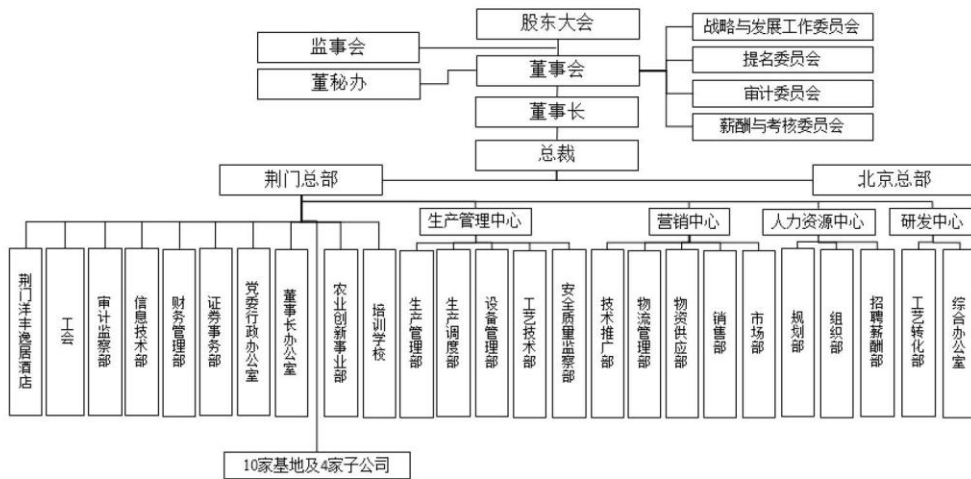 股东大会
监事会
董事会
董秘办
战略与发展工作委员会
提名委员会
审计委员会
薪酬与考核委员会
董事长
总裁
荆门总部
北京总部
生产管理中心
营销中心
人力资源中心
研发中心
荆门洋丰逸居酒店
工会
审计监察部
信息技术部
财务管理部
证券事务部
党委行政办公室
董事长办公室
农业创新事业部
培训学校
生产管理部
生产调度部
设备管理部
工艺技术部
安全质量监察部
技术推广部
物流管理部
物资供应部
销售部
市场部
规划部
组织部
招聘薪酬部
工艺转化部
综合办公室
10家基地及4家子公司